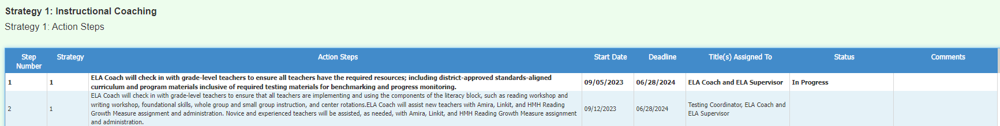 Strategy 1: Instructional Coaching
Strategy 1: Action Steps
Step Number Strategy Action Steps Start Date Deadline Title(s) Assigned To Status Comments
1 1 ELA Coach will check in with grade-level teachers to ensure all teachers have the required resources; including district-approved standards-aligned
curriculum and program materials inclusive of required testing materials for benchmarking and progress monitoring. 09/05/2023 06/28/2024 ELA Coach and ELA Supervisor In Progress
2 1 ELA Coach will check in with grade-level teachers to ensure that all teachers are implementing and using the components of the literacy block, such as reading workshop and
writing workshop, foundational skills, whole group and small group instruction, and center rotations.ELA Coach will assist new teachers with Amira, Linkit, and HMH Reading
Growth Measure assignment and administration. Novice and experienced teachers will be assisted, as needed, with Amira, Linkit, and HMH Reading Growth Measure assignment
and administration. 09/12/2023 06/28/2024 Testing Coordinator, ELA Coach and
ELA Supervisor